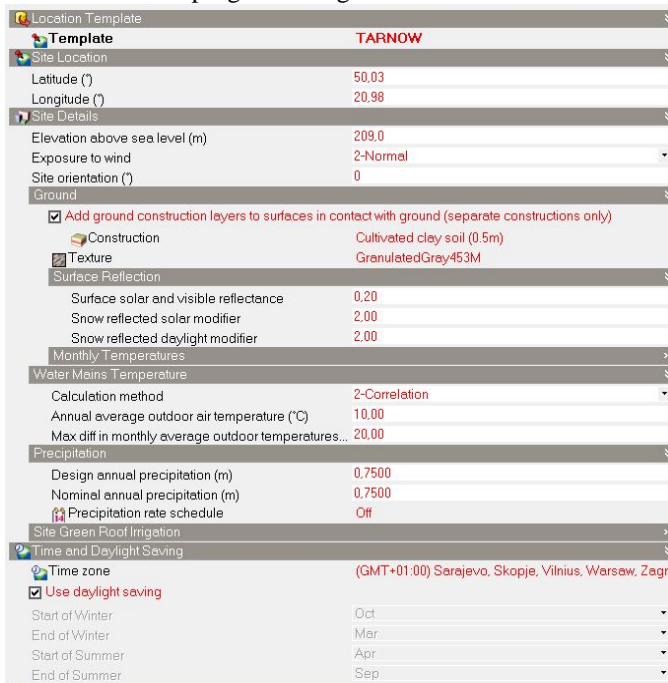 Location Template
Template TARNOW
Site Location
Latitude (°) 50,03
Longitude (°) 20,98
Site Details
Elevation above sea level (m) 209,0
Exposure to wind 2-Normal
Site orientation (°) 0
Ground
Add ground construction layers to surfaces in contact with ground (separate constructions only)
Construction Cultivated clay soil (0.5m)
Texture GranulatedGray453M
Surface Reflection
Surface solar and visible reflectance 0,20
Snow reflected solar modifier 2,00
Snow reflected daylight modifier 2,00
Monthly Temperatures
Water Mains Temperature
Calculation method 2-Correlation
Annual average outdoor air temperature (°C) 10,00
Max diff in monthly average outdoor temperatures... 20,00
Precipitation
Design annual precipitation (m) 0,7500
Nominal annual precipitation (m) 0,7500
Precipitation rate schedule Off
Site Green Roof Irrigation
Time and Daylight Saving
Time zone (GMT+01:00) Sarajevo, Skopje, Vilnius, Warsaw, Zagr
Use daylight saving
Start of Winter Oct
End of Winter Mar
Start of Summer Apr
End of Summer Sep